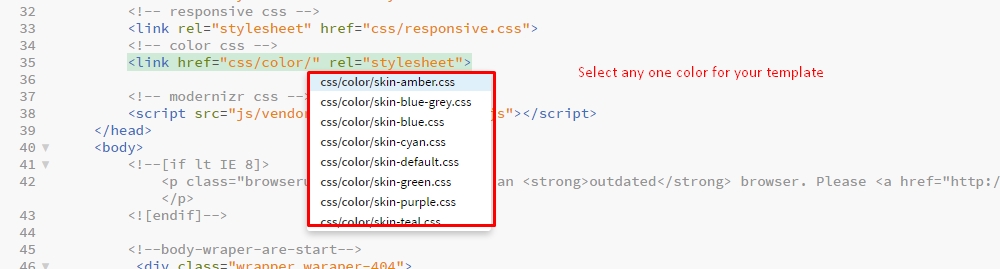 32 <!-- responsive css -->
33 <link rel="stylesheet" href="css/responsive.css">
34 <!-- color css -->
35 <link href="css/color/" rel="stylesheet">
Select any one color for your template
36 css/color/skin-amber.css
37 <!-- modernizr css --> css/color/skin-blue-grey.css
38 <script src="js/vendor css/color/skin-blue.css js"></script>
39 </head> css/color/skin-cyan.css
40 <body> css/color/skin-default.css
41 <!--[if lt IE 8]> css/color/skin-green.css
42 <p class="browseru an <strong>outdated</strong> browser. Please <a href="http:/
css/color/skin-purple.css
</p>
43 <![endif]--> css/color/skin-teal.css
44
45 <!--body-wraper-are-start-->
46 <div class="wrapper wraper-404">